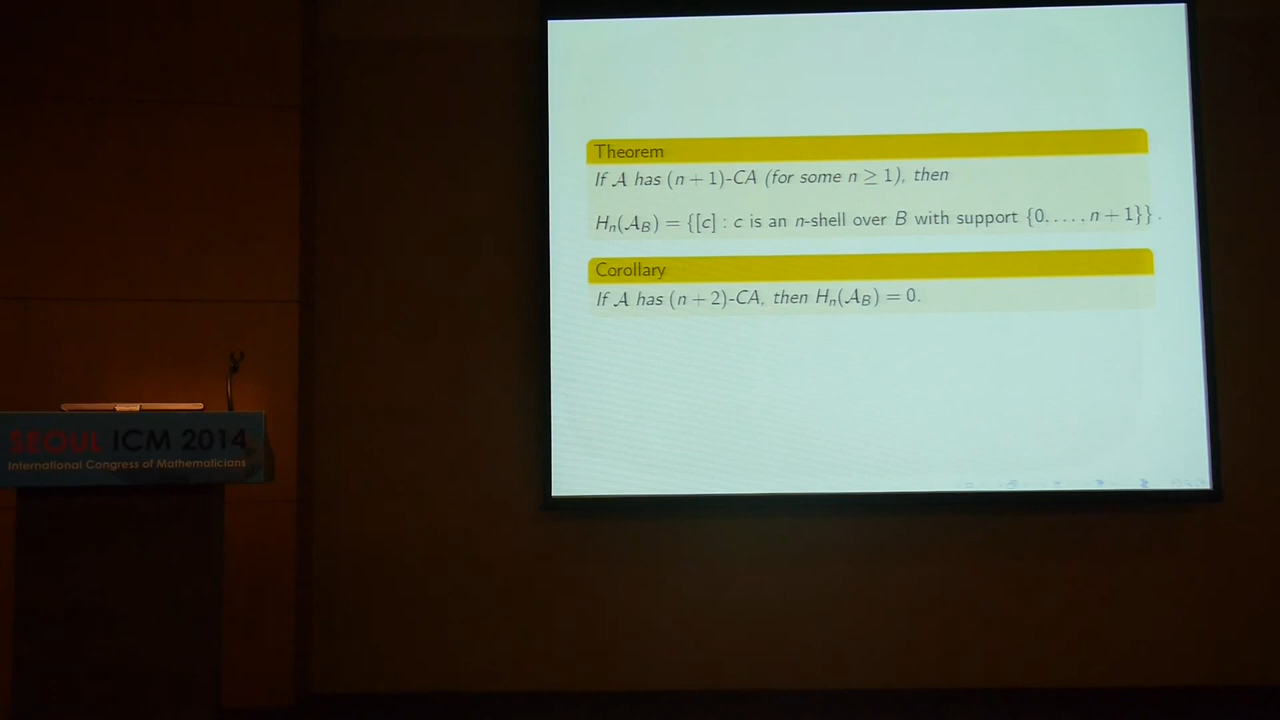 Theorem
If A has (n + 1)-CA (for some n ≥ 1), then
Hₙ(A_B) = {[c] : c is an n-shell over B with support {0, . . . , n + 1}} .
Corollary
If A has (n + 2)-CA, then Hₙ(A_B) = 0.
SEOUL ICM 2014
International Congress of Mathematicians